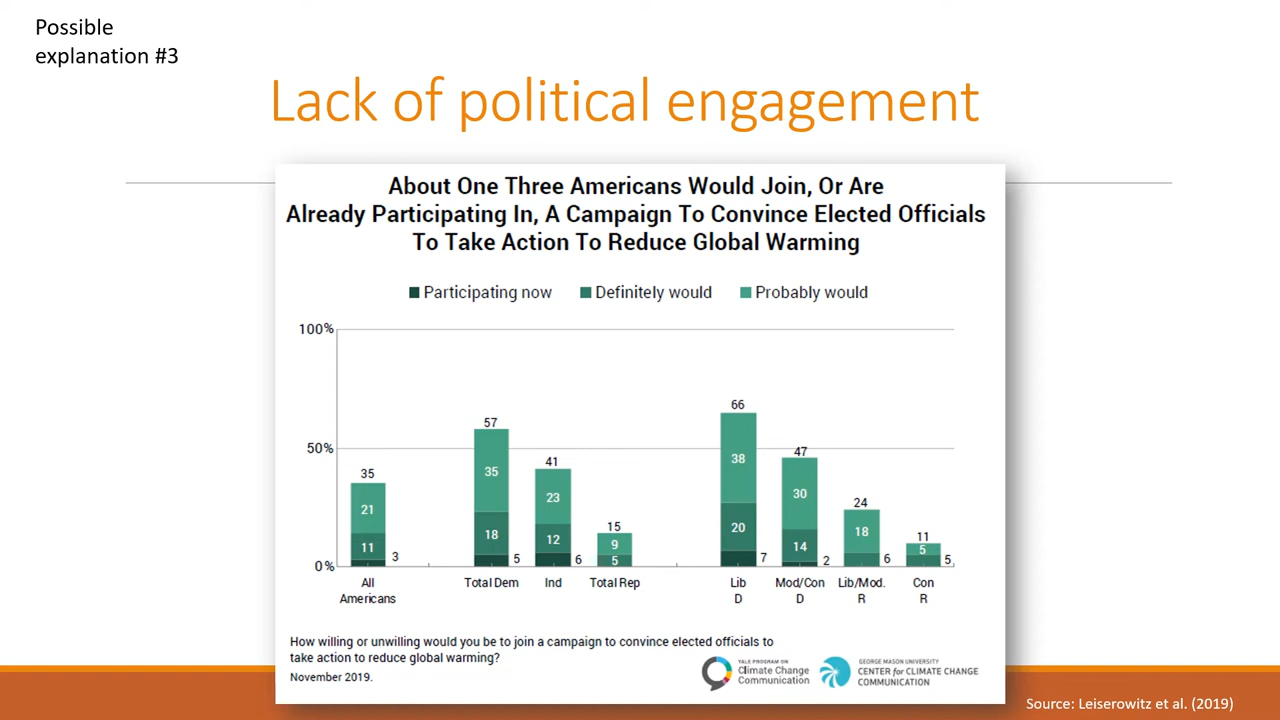 Possible
explanation #3
Lack of political engagement
About One Three Americans Would Join, Or Are
Already Participating In, A Campaign To Convince Elected Officials
To Take Action To Reduce Global Warming
Participating now Definitely would Probably would
100%
50%
0%
35
21
11
3
57
35
18
5
41
23
12
6
15
9
5
66
38
20
7
47
30
14
2
24
18
6
11
5
5
All
Americans
Total Dem
Ind
Total Rep
Lib
D
Mod/Con
D
Lib/Mod.
R
Con
R
How willing or unwilling would you be to join a campaign to convince elected officials to
take action to reduce global warming?
November 2019.
YALE PROGRAM ON
Climate Change
Communication
GEORGE MASON UNIVERSITY
CENTER for CLIMATE CHANGE
COMMUNICATION
Source: Leiserowitz et al. (2019)